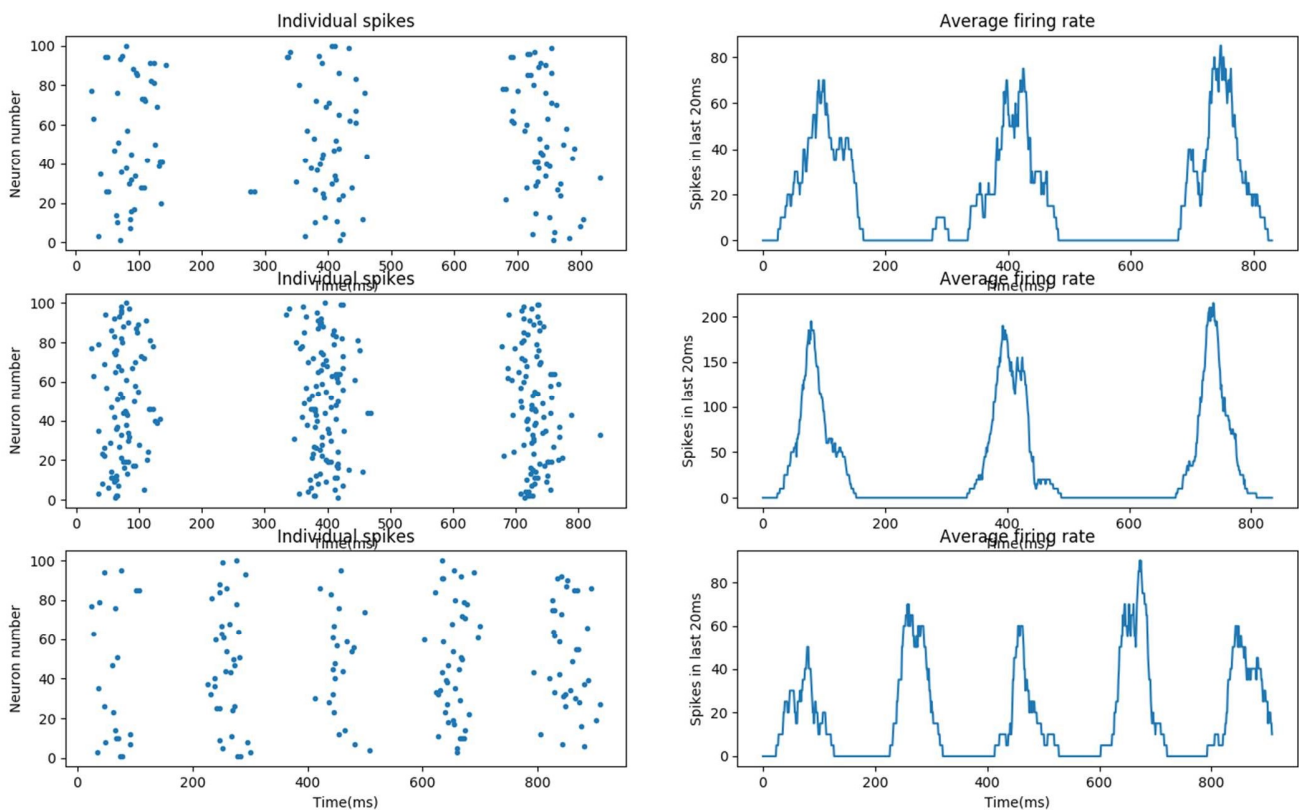 Individual spikes
Average firing rate
100
80
60
40
20
0
Neuron number
0 100 200 300 400 500 600 700 800
Time(ms)
80
60
40
20
0
Spikes in last 20ms
0 200 400 600 800
Time(ms)
Individual spikes
Average firing rate
100
80
60
40
20
0
Neuron number
0 100 200 300 400 500 600 700 800
Time(ms)
200
150
100
50
0
Spikes in last 20ms
0 200 400 600 800
Time(ms)
Individual spikes
Average firing rate
100
80
60
40
20
0
Neuron number
0 200 400 600 800
Time(ms)
80
60
40
20
0
Spikes in last 20ms
0 200 400 600 800
Time(ms)